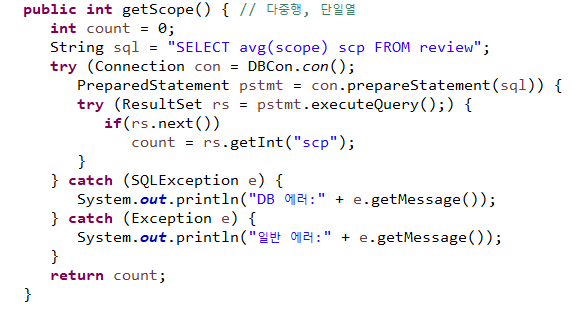 public int getScope() { // 다중행, 단일열
int count = 0;
String sql = "SELECT avg(scope) scp FROM review";
try (Connection con = DBCon.con();
PreparedStatement pstmt = con.prepareStatement(sql)) {
try (ResultSet rs = pstmt.executeQuery();) {
if(rs.next())
count = rs.getInt("scp");
}
} catch (SQLException e) {
System.out.println("DB 에러:" + e.getMessage());
} catch (Exception e) {
System.out.println("일반 에러:" + e.getMessage());
}
return count;
}